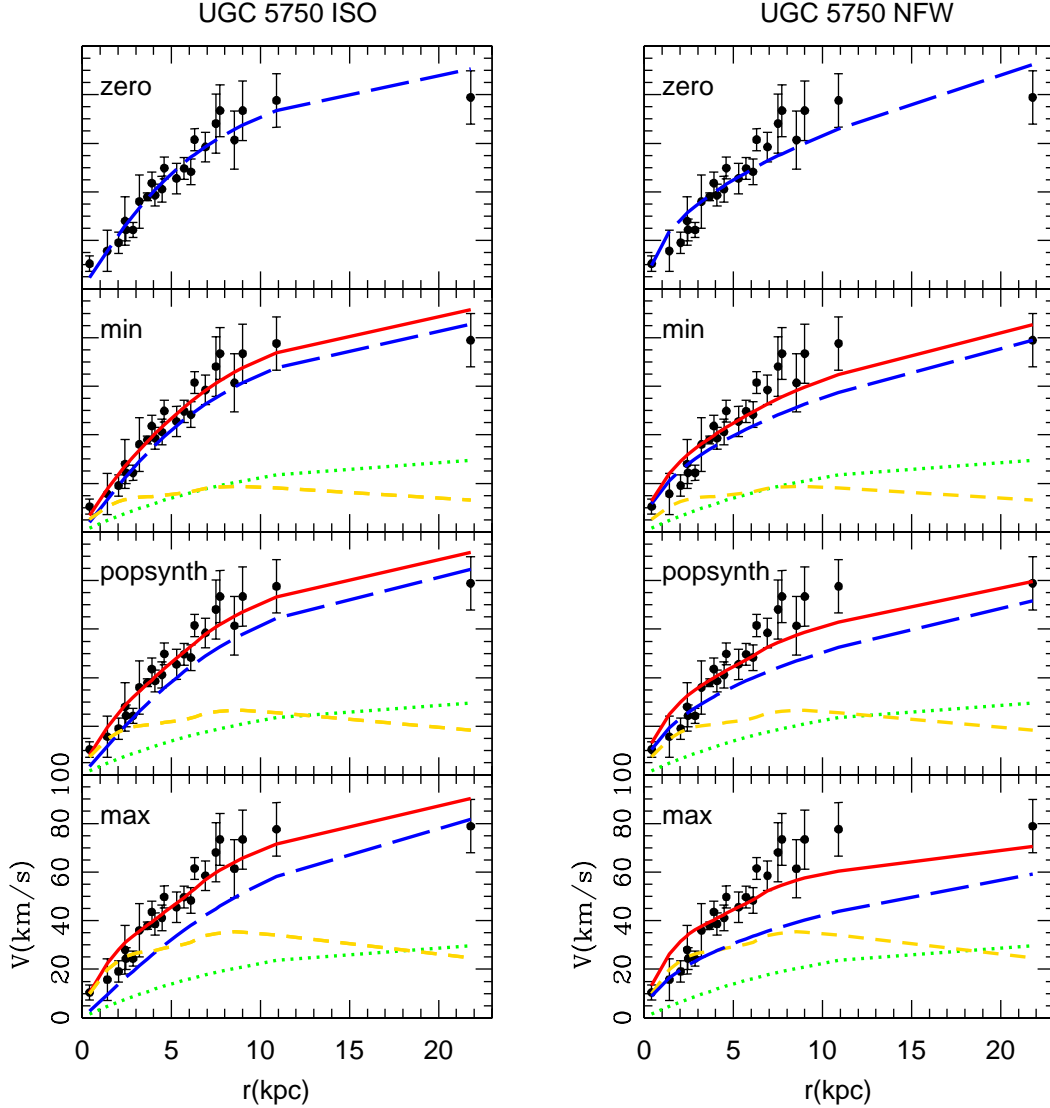 UGC 5750 ISO
UGC 5750 NFW
zero
zero
min
min
popsynth
popsynth
max
max
V(km/s)
0 20 40 60 80 100
V(km/s)
0 20 40 60 80 100
0 5 10 15 20
0 5 10 15 20
r(kpc)
r(kpc)